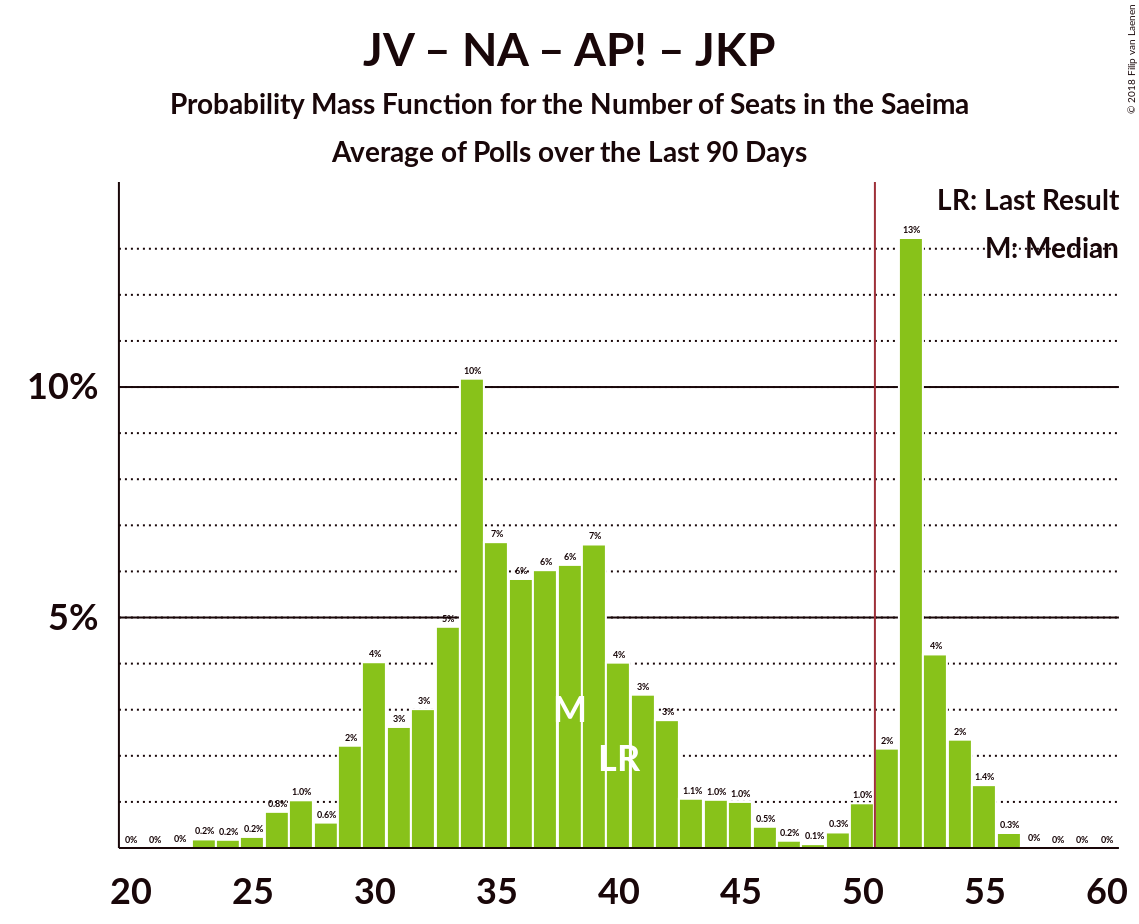 JV – NA – AP! – JKP
Probability Mass Function for the Number of Seats in the Saeima
Average of Polls over the Last 90 Days
© 2018 Filip van Laenen
LR: Last Result
M: Median
10%
5%
0% 0% 0% 0.2% 0.2% 0.2% 0.8% 1.0% 0.6% 2% 4% 3% 3% 5% 10% 7% 6% 6% 6% 7% 4% 3% 3% 1.1% 1.0% 1.0% 0.5% 0.2% 0.1% 0.3% 1.0% 2% 13% 4% 2% 1.4% 0.3% 0% 0% 0% 0%
M
LR
20 25 30 35 40 45 50 55 60